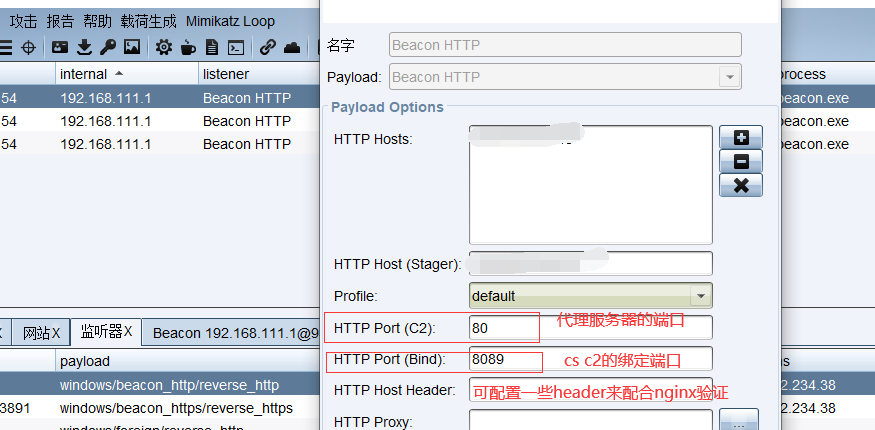 攻击 报告 帮助 载荷生成 Mimikatz Loop
internal listener process
54 192.168.111.1 Beacon HTTP beacon.exe
54 192.168.111.1 Beacon HTTP beacon.exe
54 192.168.111.1 Beacon HTTP beacon.exe
名字 Beacon HTTP
Payload: Beacon HTTP
Payload Options
HTTP Hosts:
HTTP Host (Stager):
Profile: default
HTTP Port (C2): 80 代理服务器的端口
HTTP Port (Bind): 8089 cs c2的绑定端口
HTTP Host Header: 可配置一些header来配合nginx验证
HTTP Proxy: ...
X 网站X 监听器X Beacon 192.168.111.1@9
payload s
windows/beacon_http/reverse_http 2.234.38
3891 windows/beacon_https/reverse_https 2.234.38
windows/foreign/reverse_http